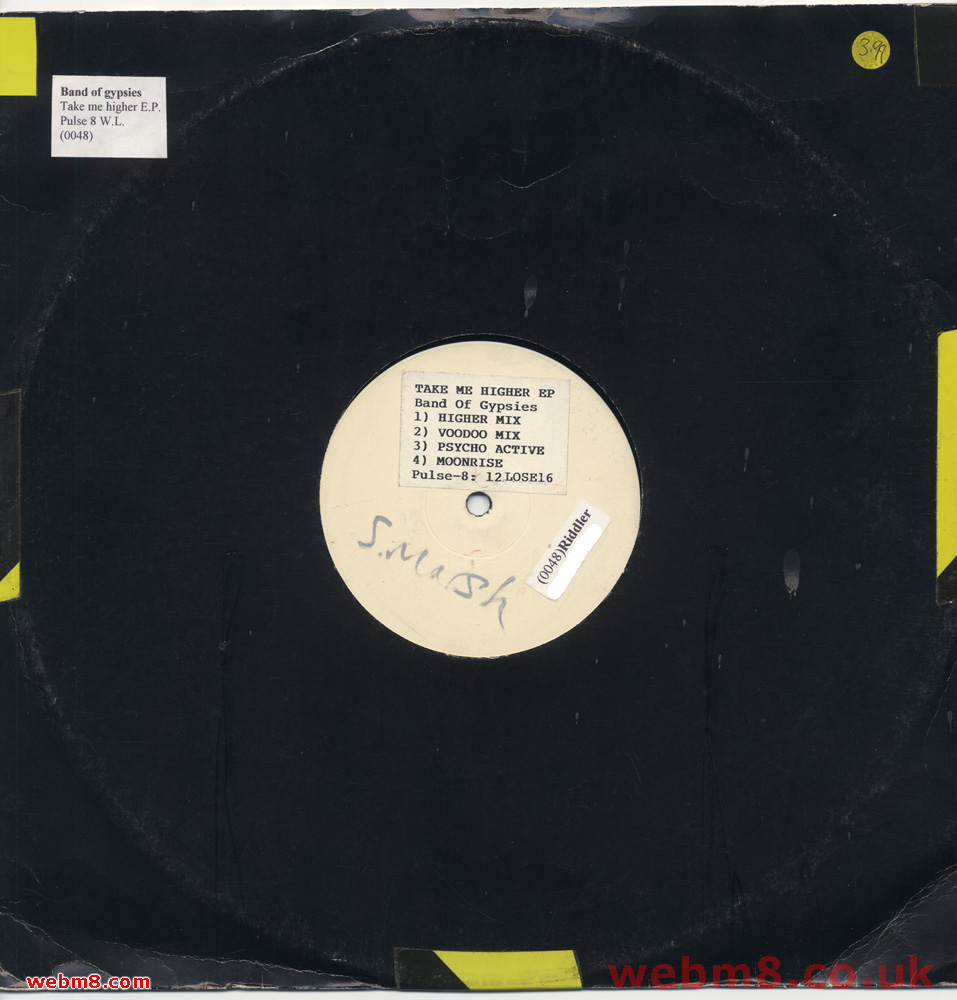 3.99
Band of gypsies
Take me higher E.P.
Pulse 8 W.L.
(0048)
TAKE ME HIGHER EP
Band Of Gypsies
1) HIGHER MIX
2) VOODOO MIX
3) PSYCHO ACTIVE
4) MOONRISE
Pulse-8: 12LOSE16
(0048)Riddler
S.Marsh
webm8.com
webm8.co.uk